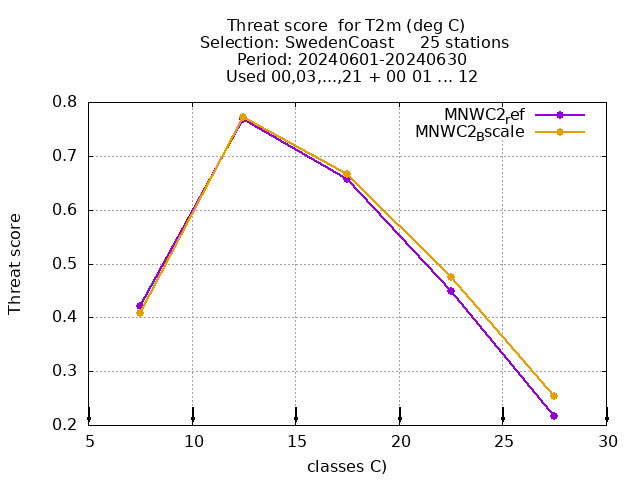 Threat score  for T2m (deg C)
Selection: SwedenCoast     25 stations
Period: 20240601-20240630
Used 00,03,...,21 + 00 01 ... 12
MNWC2ref
MNWC2Bscale
0.8
0.7
0.6
0.5
0.4
0.3
0.2
Threat score
5 10 15 20 25 30
classes C)